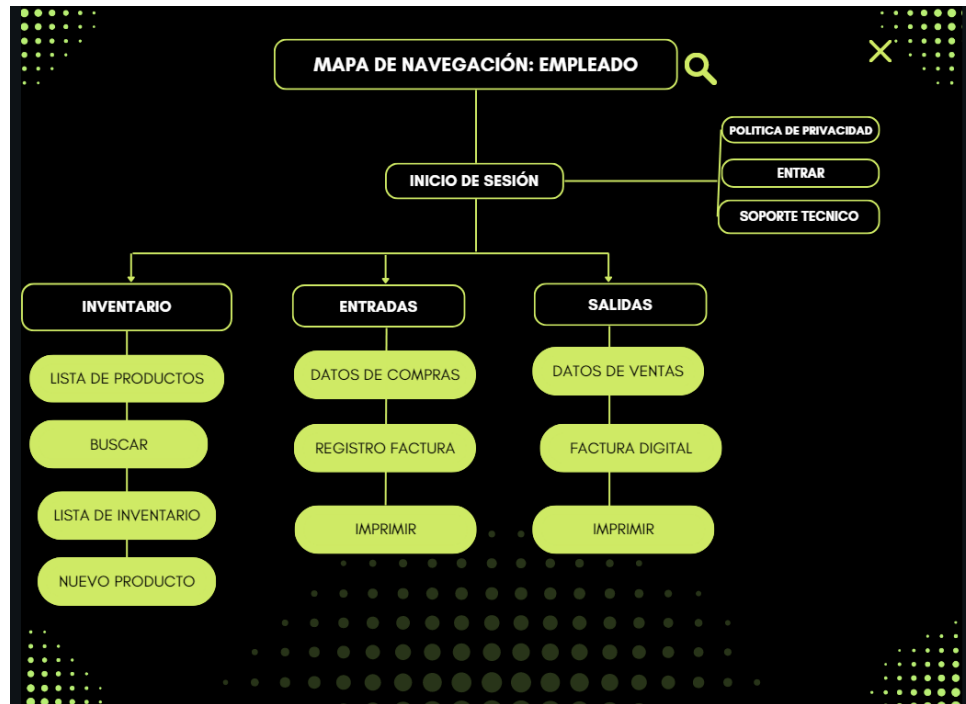 MAPA DE NAVEGACIÓN: EMPLEADO
POLITICA DE PRIVACIDAD
ENTRAR
INICIO DE SESIÓN
SOPORTE TECNICO
INVENTARIO
LISTA DE PRODUCTOS
BUSCAR
LISTA DE INVENTARIO
NUEVO PRODUCTO
ENTRADAS
DATOS DE COMPRAS
REGISTRO FACTURA
IMPRIMIR
SALIDAS
DATOS DE VENTAS
FACTURA DIGITAL
IMPRIMIR